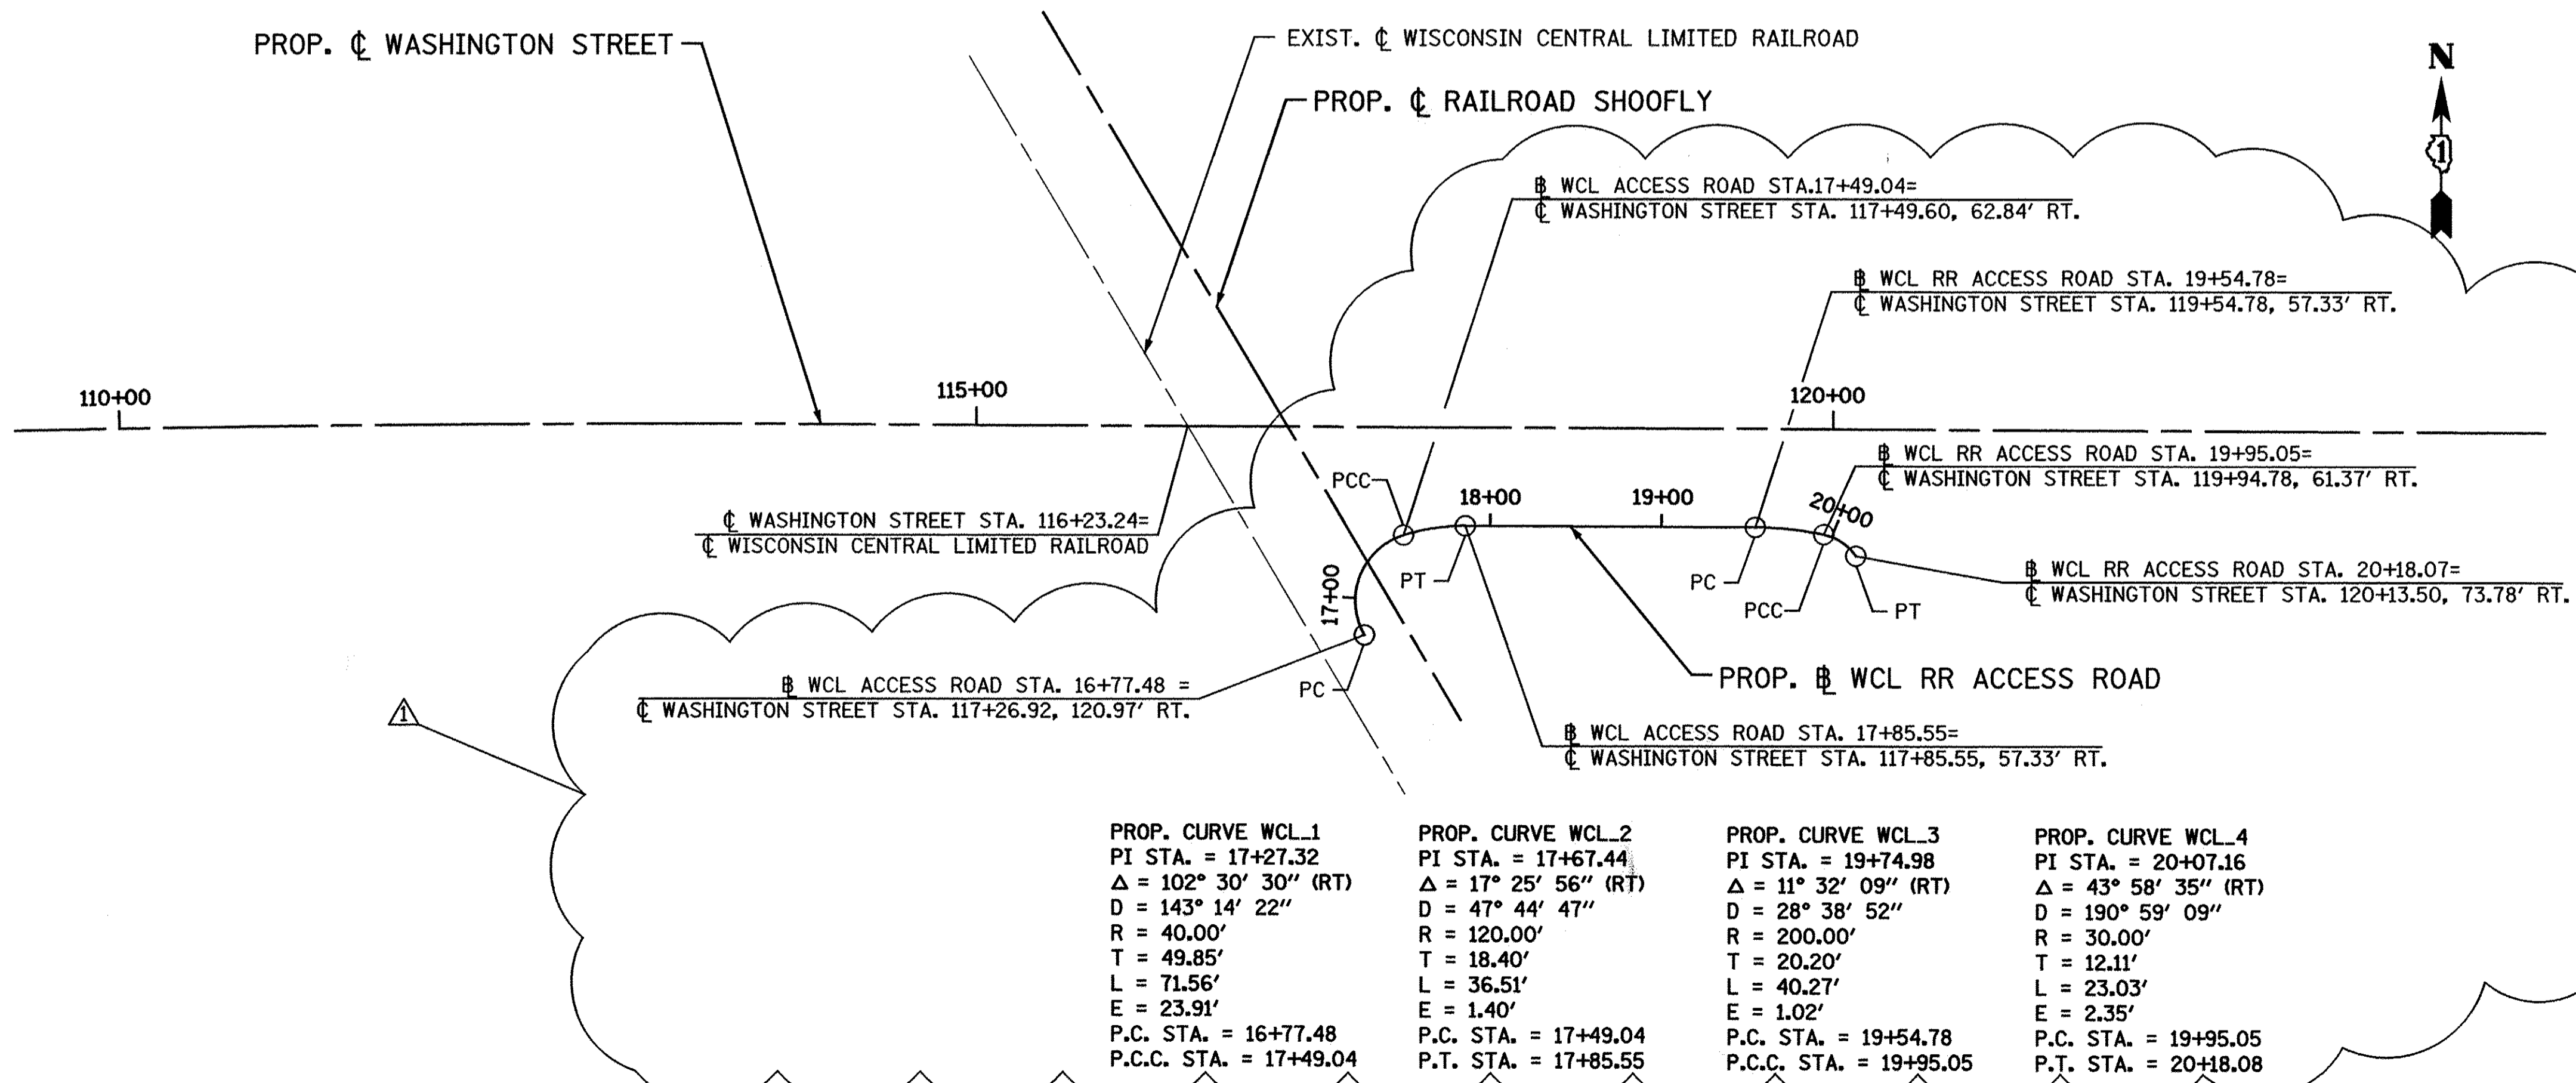 PROP. ℄ WASHINGTON STREET
EXIST. ℄ WISCONSIN CENTRAL LIMITED RAILROAD
PROP. ℄ RAILROAD SHOOFLY
N
1
B WCL ACCESS ROAD STA.17+49.04=
℄ WASHINGTON STREET STA. 117+49.60, 62.84' RT.
B WCL RR ACCESS ROAD STA. 19+54.78=
℄ WASHINGTON STREET STA. 119+54.78, 57.33' RT.
110+00
115+00
120+00
B WCL RR ACCESS ROAD STA. 19+95.05=
℄ WASHINGTON STREET STA. 119+94.78, 61.37' RT.
PCC
18+00
19+00
20+00
℄ WASHINGTON STREET STA. 116+23.24=
℄ WISCONSIN CENTRAL LIMITED RAILROAD
17+00
PT
PC
PCC
PT
B WCL RR ACCESS ROAD STA. 20+18.07=
℄ WASHINGTON STREET STA. 120+13.50, 73.78' RT.
B WCL ACCESS ROAD STA. 16+77.48 =
℄ WASHINGTON STREET STA. 117+26.92, 120.97' RT.
PC
PROP. B WCL RR ACCESS ROAD
1
B WCL ACCESS ROAD STA. 17+85.55=
℄ WASHINGTON STREET STA. 117+85.55, 57.33' RT.
PROP. CURVE WCL_1
PI STA. = 17+27.32
Δ = 102° 30' 30" (RT)
D = 143° 14' 22"
R = 40.00'
T = 49.85'
L = 71.56'
E = 23.91'
P.C. STA. = 16+77.48
P.C.C. STA. = 17+49.04
PROP. CURVE WCL_2
PI STA. = 17+67.44
Δ = 17° 25' 56" (RT)
D = 47° 44' 47"
R = 120.00'
T = 18.40'
L = 36.51'
E = 1.40'
P.C. STA. = 17+49.04
P.T. STA. = 17+85.55
PROP. CURVE WCL_3
PI STA. = 19+74.98
Δ = 11° 32' 09" (RT)
D = 28° 38' 52"
R = 200.00'
T = 20.20'
L = 40.27'
E = 1.02'
P.C. STA. = 19+54.78
P.C.C. STA. = 19+95.05
PROP. CURVE WCL_4
PI STA. = 20+07.16
Δ = 43° 58' 35" (RT)
D = 190° 59' 09"
R = 30.00'
T = 12.11'
L = 23.03'
E = 2.35'
P.C. STA. = 19+95.05
P.T. STA. = 20+18.08